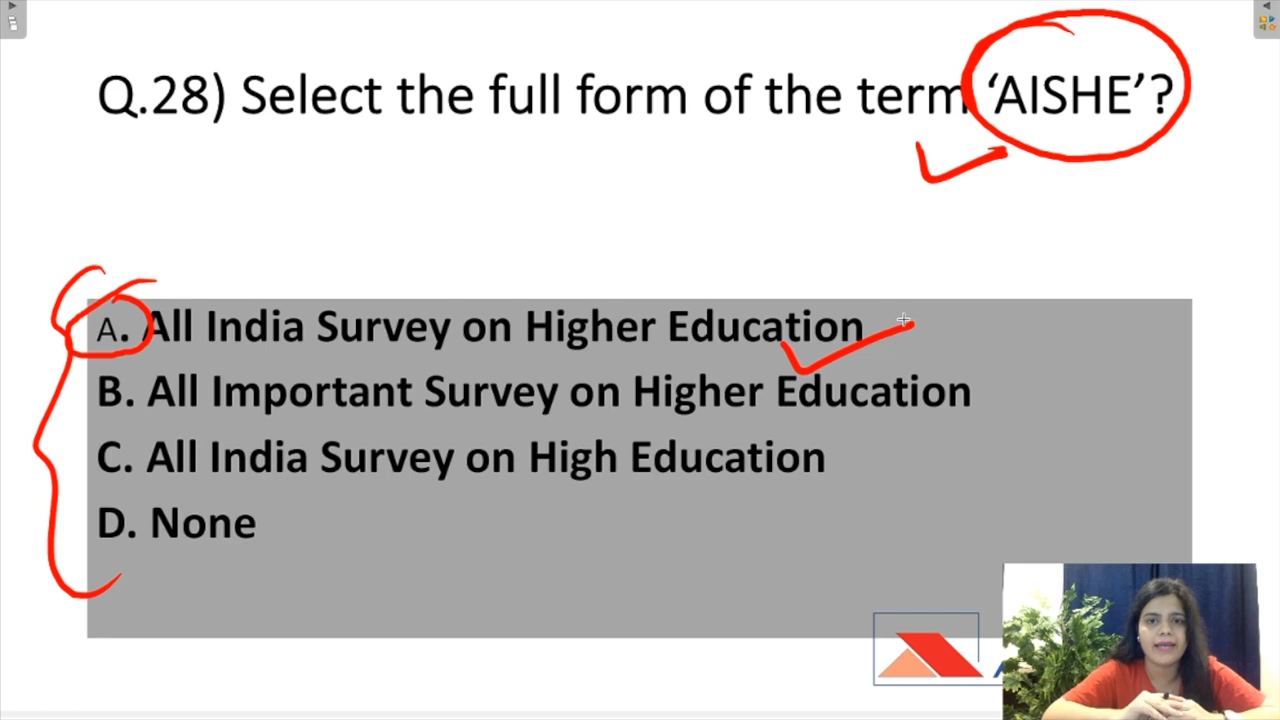 Q.28) Select the full form of the term ‘AISHE’?
A. All India Survey on Higher Education
B. All Important Survey on Higher Education
C. All India Survey on High Education
D. None